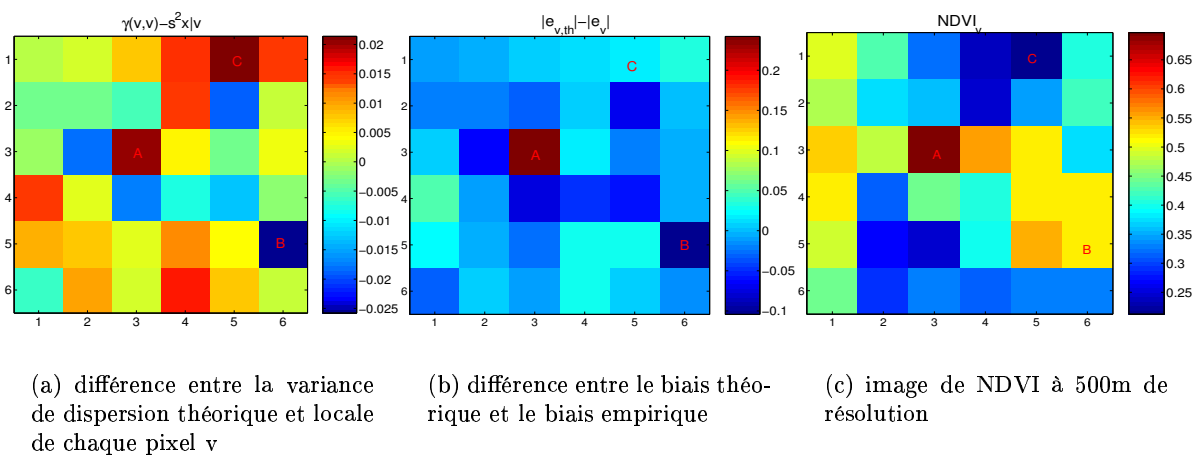 γ(v,v)−s²x|v
1
2
3
4
5
6
1 2 3 4 5 6
A
B
C
0.02
0.015
0.01
0.005
0
−0.005
−0.01
−0.015
−0.02
−0.025
|e_{v,th}|−|e_v|
1
2
3
4
5
6
1 2 3 4 5 6
A
B
C
0.2
0.15
0.1
0.05
0
−0.05
−0.1
NDVI_v
1
2
3
4
5
6
1 2 3 4 5 6
A
B
C
0.65
0.6
0.55
0.5
0.45
0.4
0.35
0.3
0.25
(a) différence entre la variance
de dispersion théorique et locale
de chaque pixel v
(b) différence entre le biais théo-
rique et le biais empirique
(c) image de NDVI à 500m de
résolution